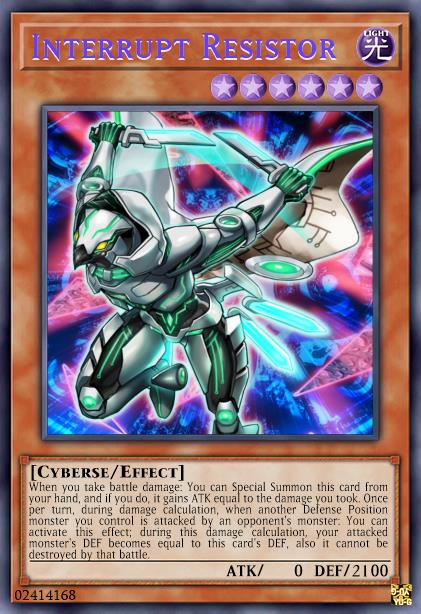 INTERRUPT RESISTOR
LIGHT
光
[CYBERSE/EFFECT]
When you take battle damage: You can Special Summon this card from
your hand, and if you do, it gains ATK equal to the damage you took. Once
per turn, during damage calculation, when another Defense Position
monster you control is attacked by an opponent's monster: You can
activate this effect; during this damage calculation, your attacked
monster's DEF becomes equal to this card's DEF, also it cannot be
destroyed by that battle.
ATK/ 0 DEF/2100
02414168